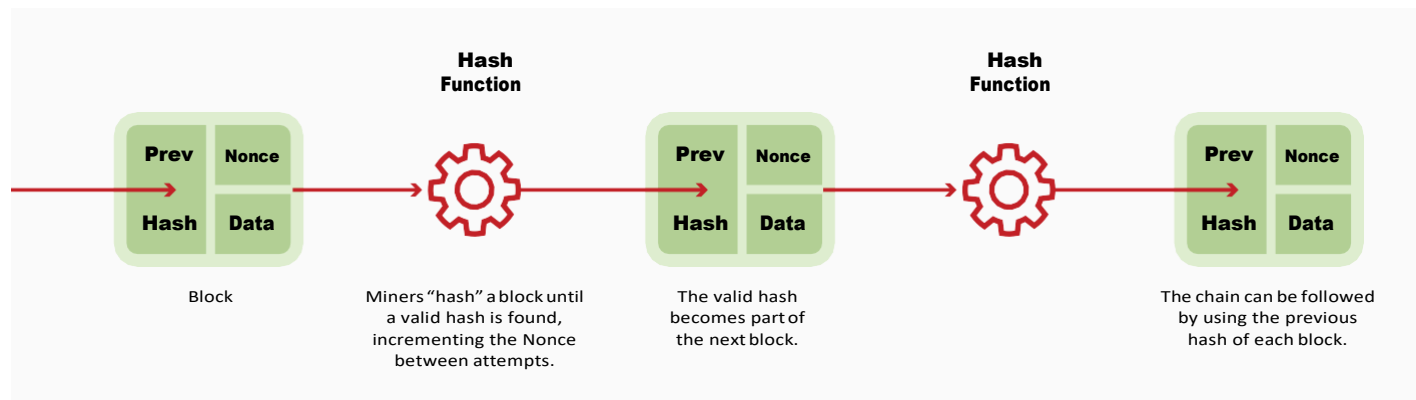 Hash
Function
Hash
Function
Prev
Nonce
Hash
Data
Prev
Nonce
Hash
Data
Prev
Nonce
Hash
Data
Block
Miners “hash” a block until
a valid hash is found,
incrementing the Nonce
between attempts.
The valid hash
becomes part of
the next block.
The chain can be followed
by using the previous
hash of each block.